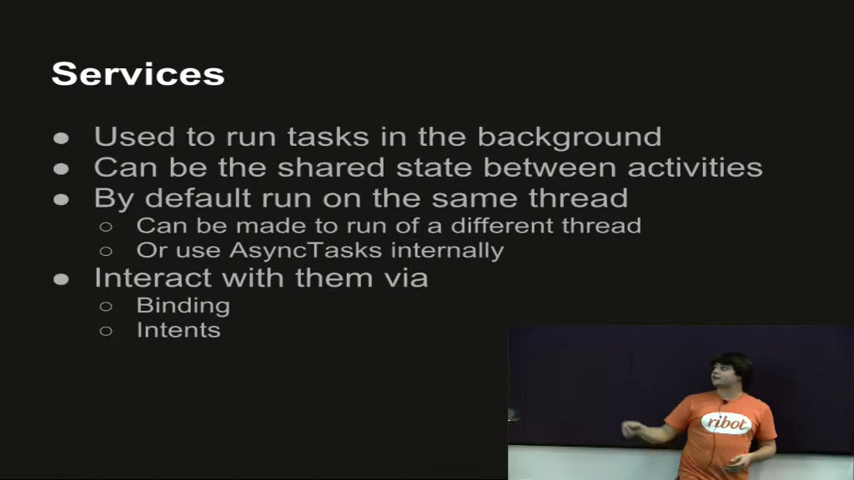 Services
● Used to run tasks in the background
● Can be the shared state between activities
● By default run on the same thread
○ Can be made to run of a different thread
○ Or use AsyncTasks internally
● Interact with them via
○ Binding
○ Intents
ribot